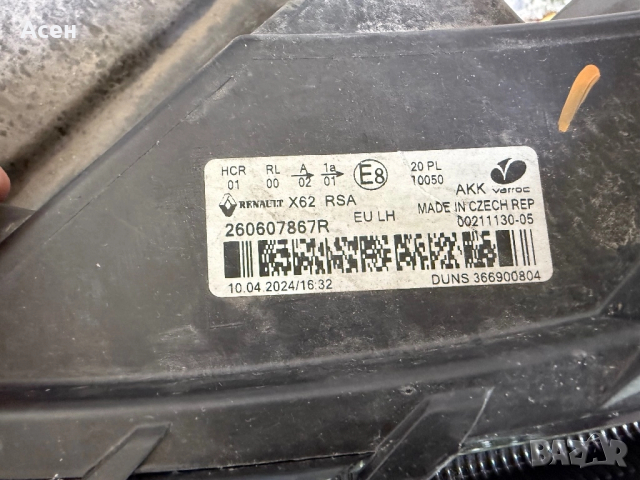 Асен
HCR RL A 1a E8 20 PL
01 00 02 01 10050 AKK varroc
RENAULT X62 RSA MADE IN CZECH REP
260607867R EU LH 00211130-05
10.04.2024/16:32 DUNS 366900804
BAZAR